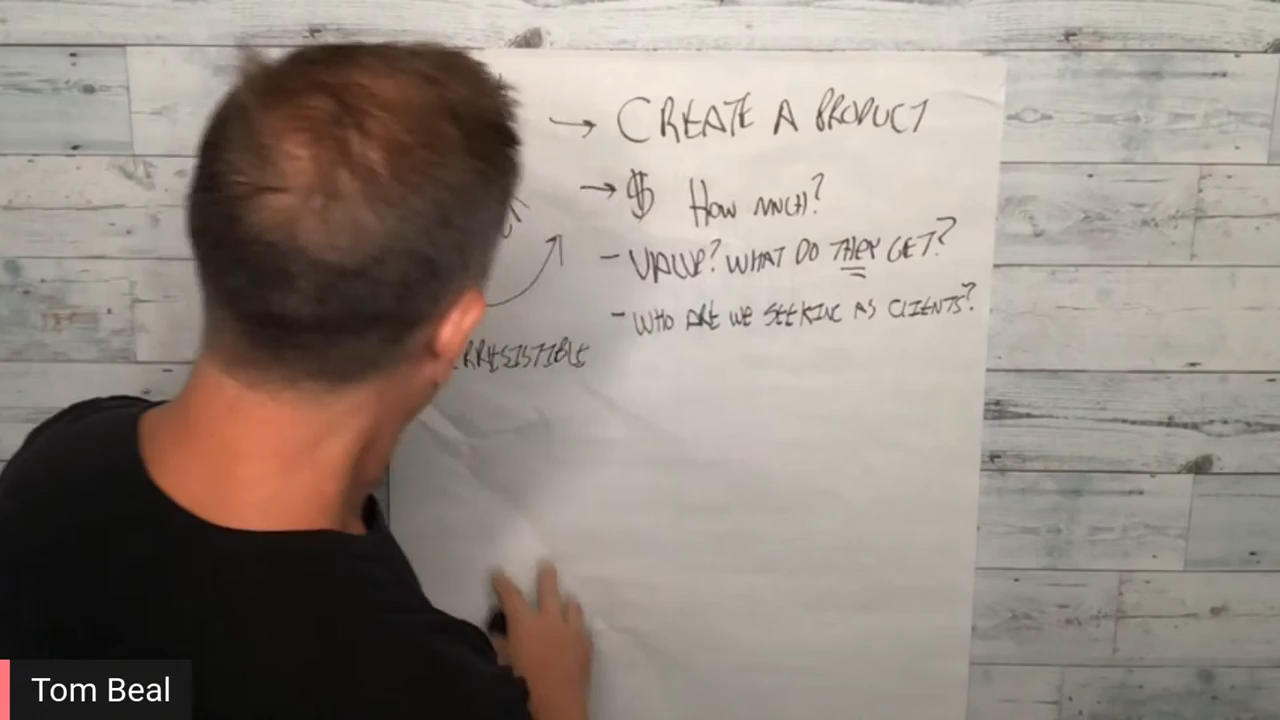 → CREATE A PRODUCT
→ $ HOW MUCH?
- VALUE? WHAT DO THEY GET?
- WHO ARE WE SEEKING AS CLIENTS?
IRRESISTIBLE
Tom Beal